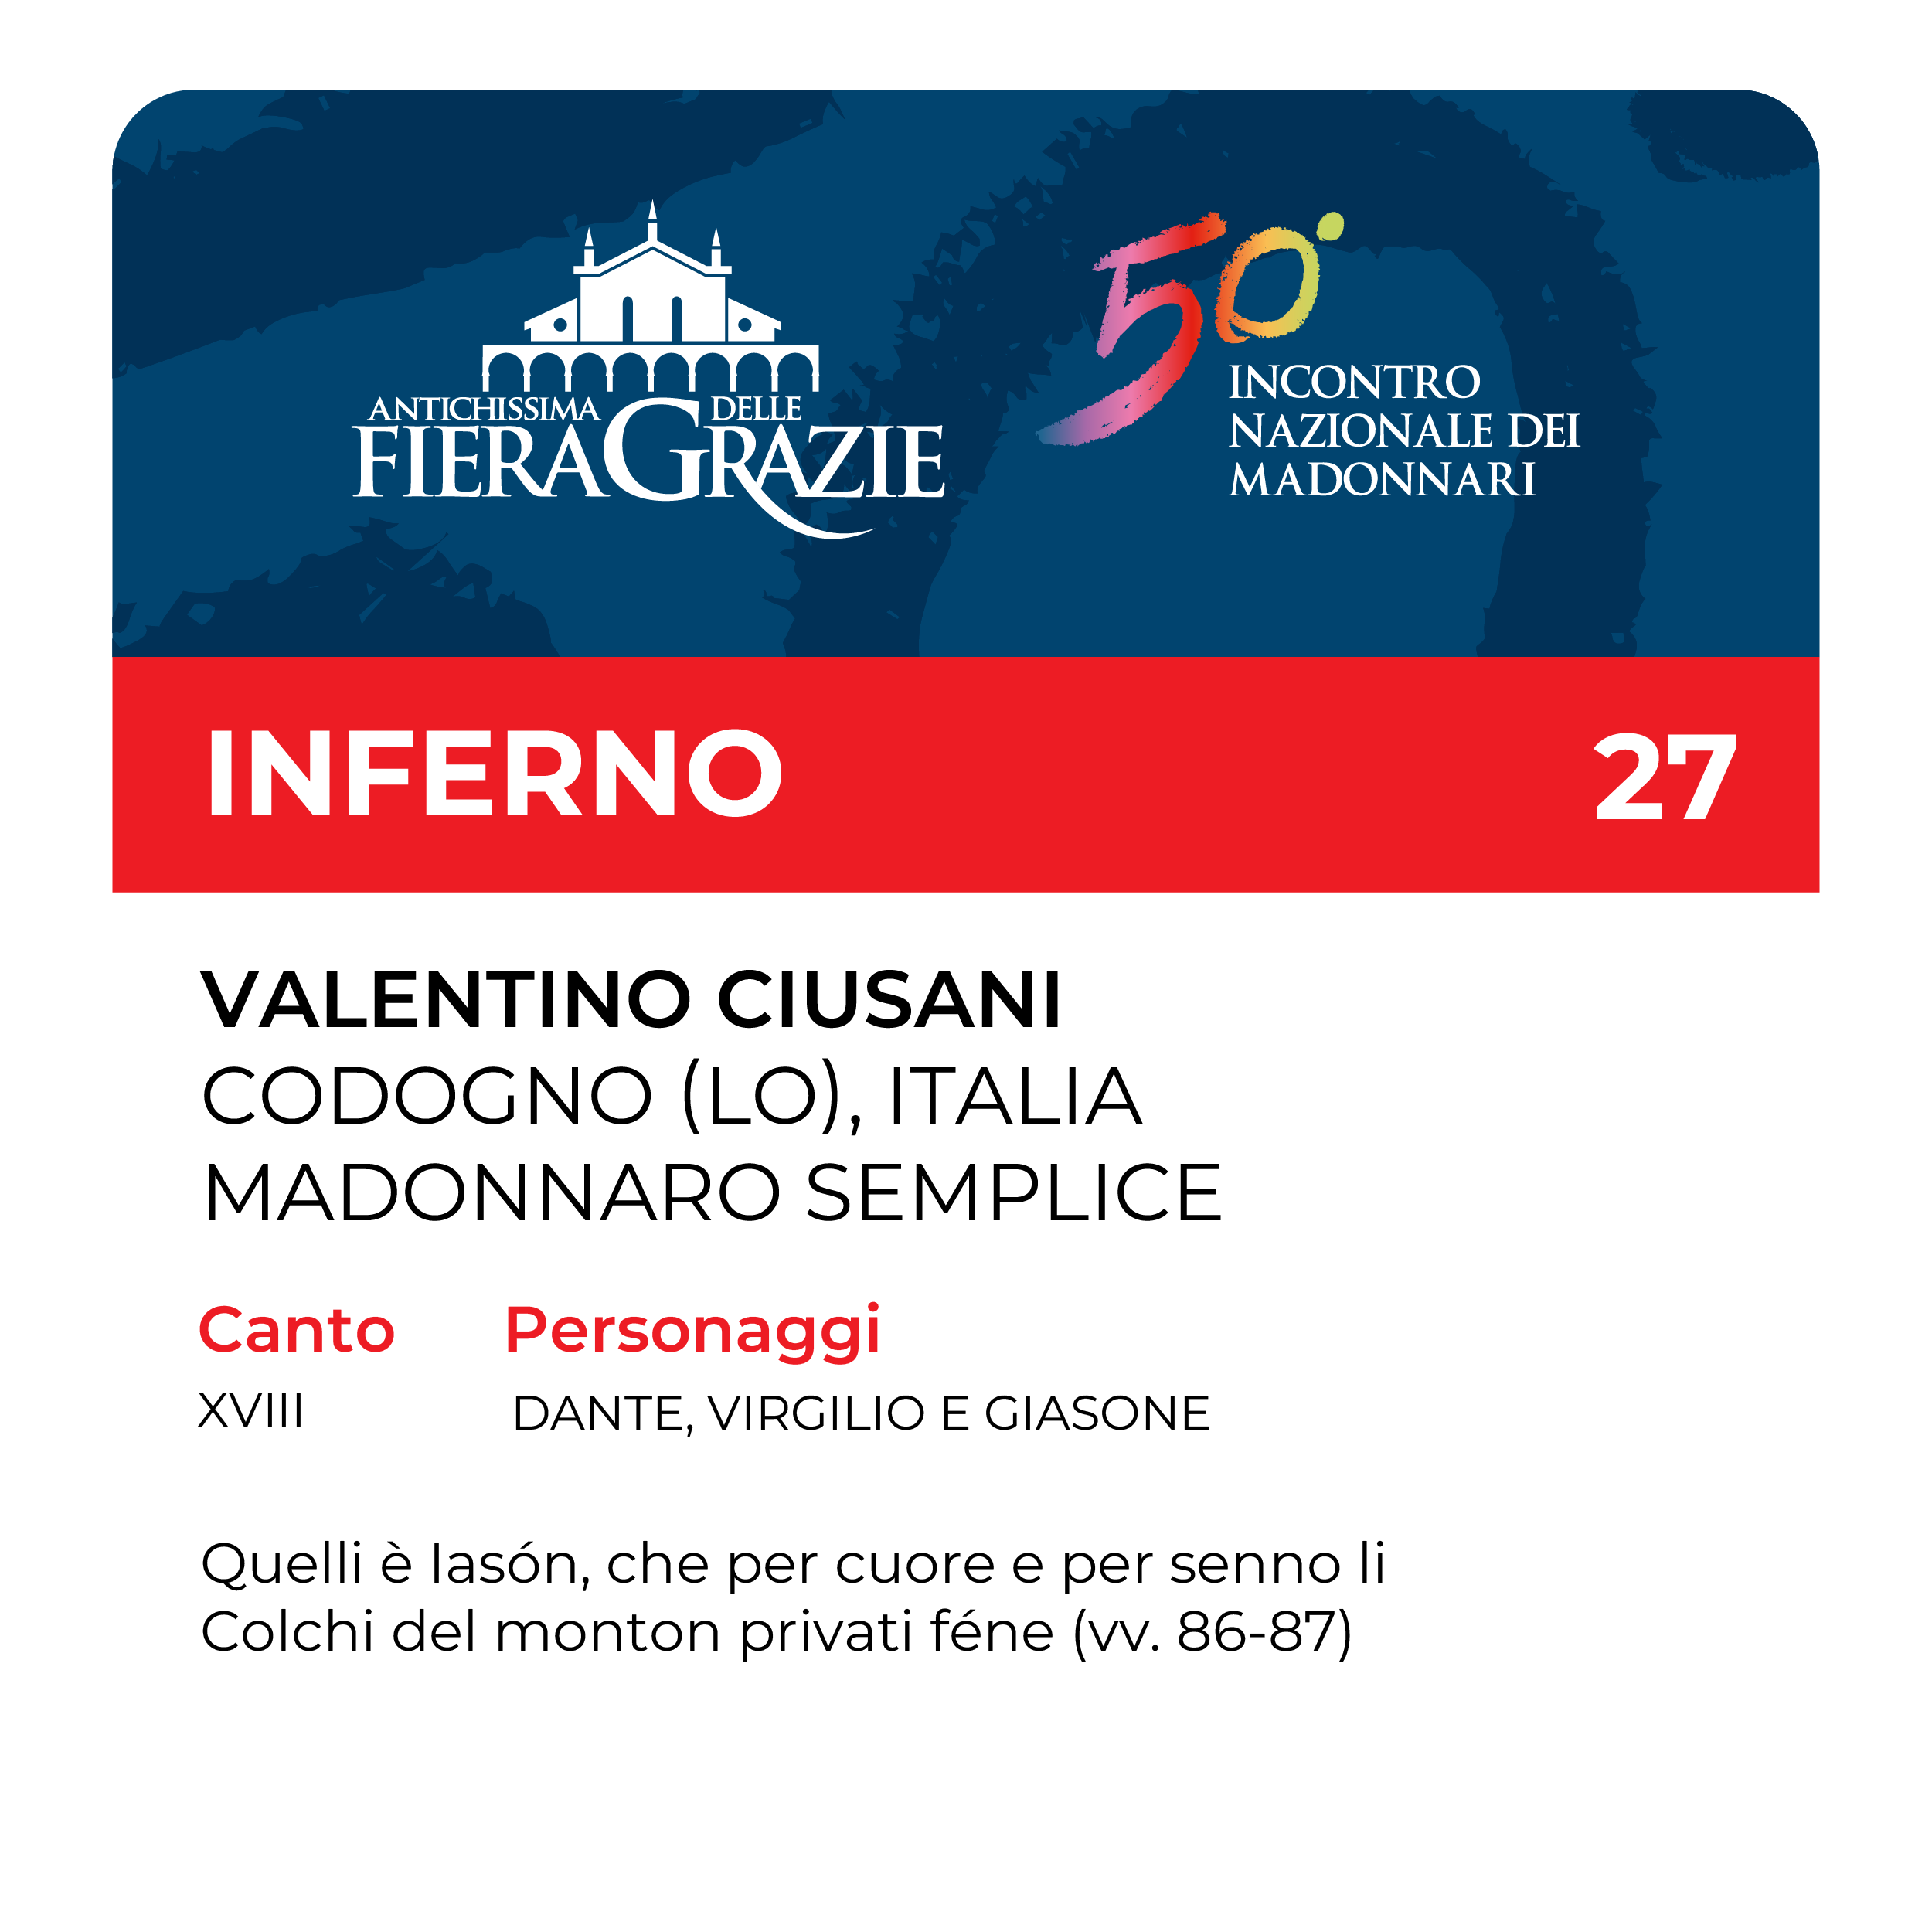 ANTICHISSIMA DELLE
FIERAGRAZIE
50°
INCONTRO
NAZIONALE DEI
MADONNARI
INFERNO 27
VALENTINO CIUSANI
CODOGNO (LO), ITALIA
MADONNARO SEMPLICE
Canto Personaggi
XVIII DANTE, VIRGILIO E GIASONE
Quelli è Iasón, che per cuore e per senno li
Colchi del monton privati féne (vv. 86-87)